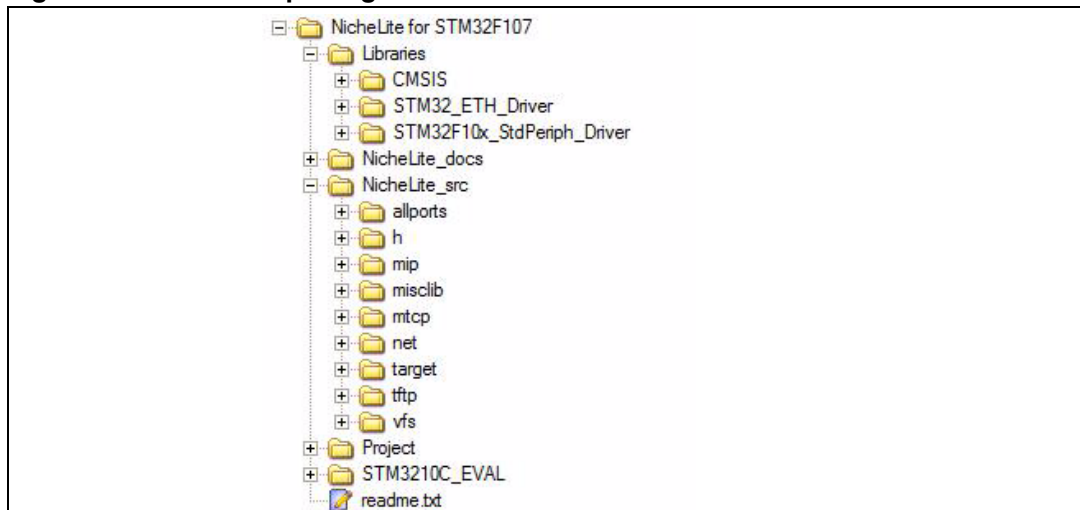 NicheLite for STM32F107
Libraries
CMSIS
STM32_ETH_Driver
STM32F10x_StdPeriph_Driver
NicheLite_docs
NicheLite_src
allports
h
mip
misclib
mtcp
net
target
tftp
vfs
Project
STM3210C_EVAL
readme.txt